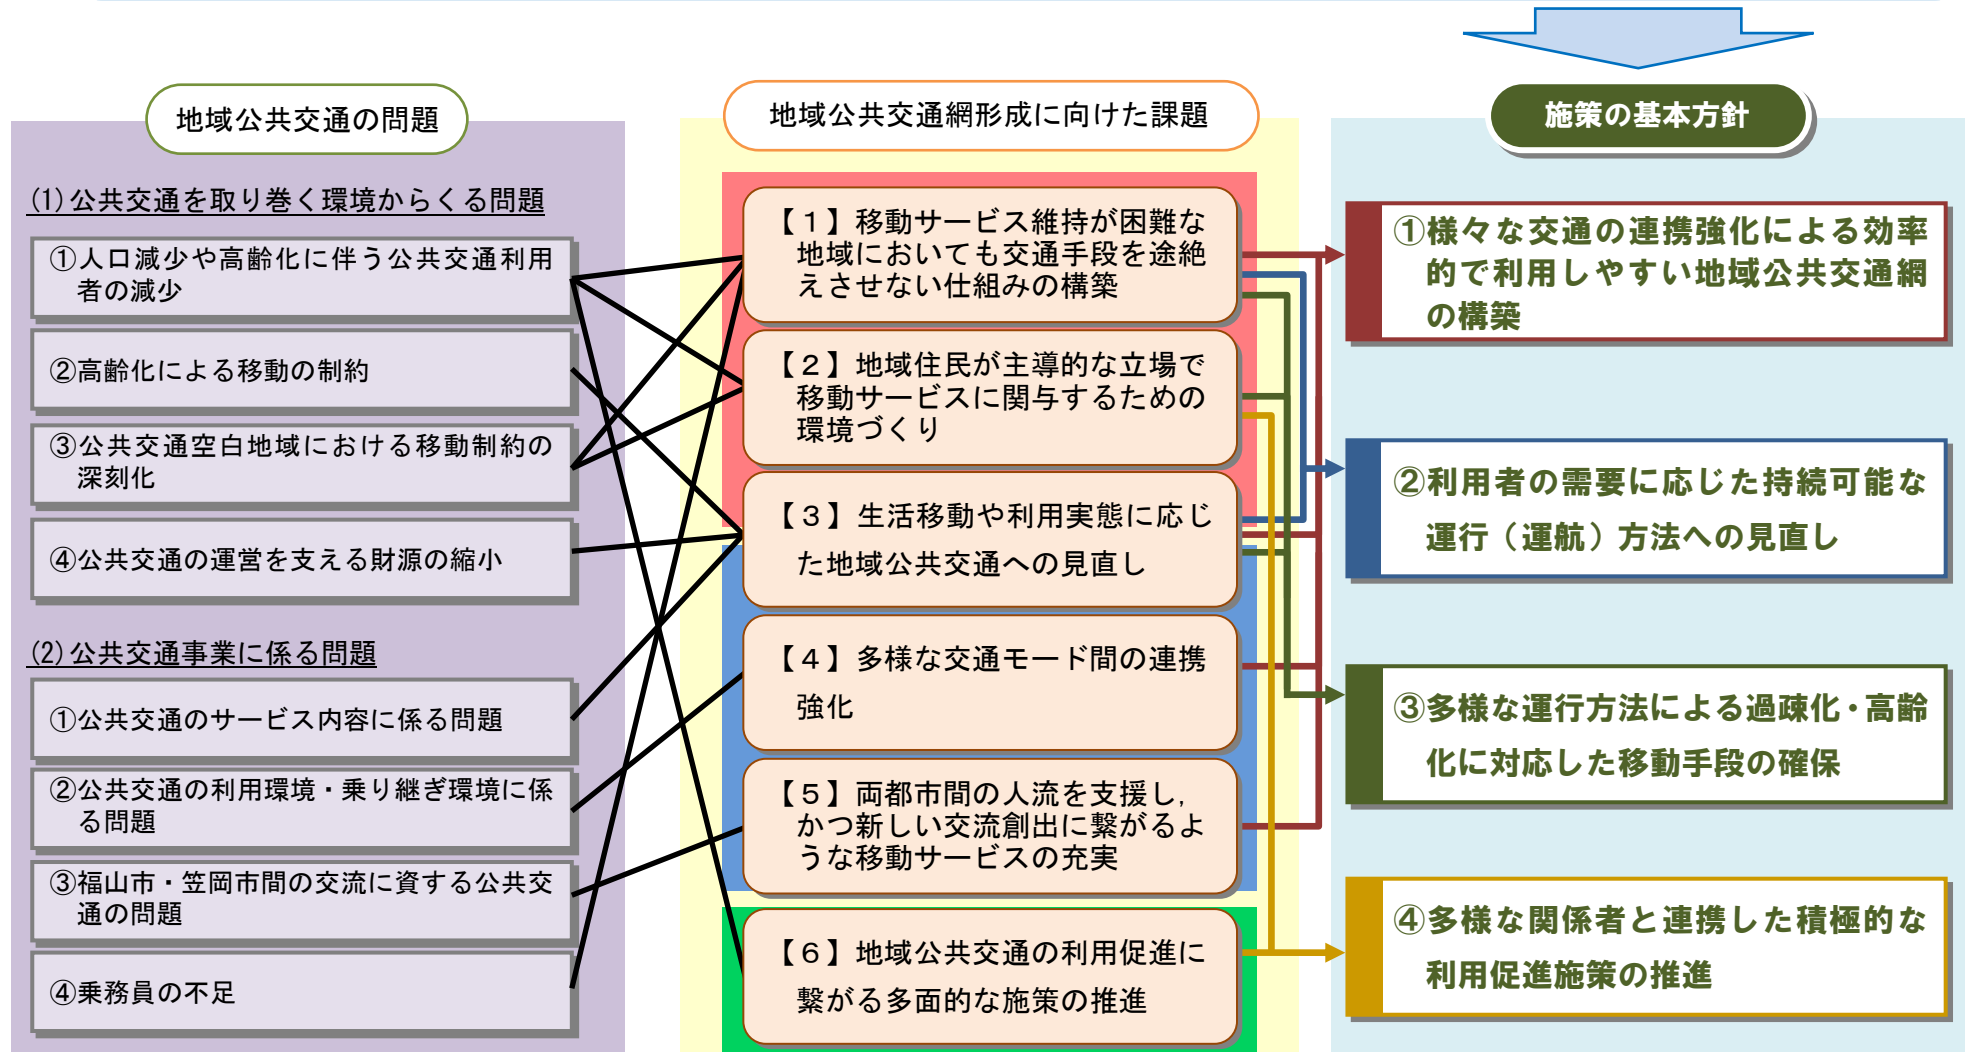 地域公共交通の問題
(1)公共交通を取り巻く環境からくる問題
①人口減少や高齢化に伴う公共交通利用
者の減少
②高齢化による移動の制約
③公共交通空白地域における移動制約の
深刻化
④公共交通の運営を支える財源の縮小
(2)公共交通事業に係る問題
①公共交通のサービス内容に係る問題
②公共交通の利用環境・乗り継ぎ環境に係
る問題
③福山市・笠岡市間の交流に資する公共交
通の問題
④乗務員の不足
地域公共交通網形成に向けた課題
【１】移動サービス維持が困難な
地域においても交通手段を途絶
えさせない仕組みの構築
【２】地域住民が主導的な立場で
移動サービスに関与するための
環境づくり
【３】生活移動や利用実態に応じ
た地域公共交通への見直し
【４】多様な交通モード間の連携
強化
【５】両都市間の人流を支援し，
かつ新しい交流創出に繋がるよ
うな移動サービスの充実
【６】地域公共交通の利用促進に
繋がる多面的な施策の推進
施策の基本方針
①様々な交通の連携強化による効率
的で利用しやすい地域公共交通網
の構築
②利用者の需要に応じた持続可能な
運行（運航）方法への見直し
③多様な運行方法による過疎化・高齢
化に対応した移動手段の確保
④多様な関係者と連携した積極的な
利用促進施策の推進